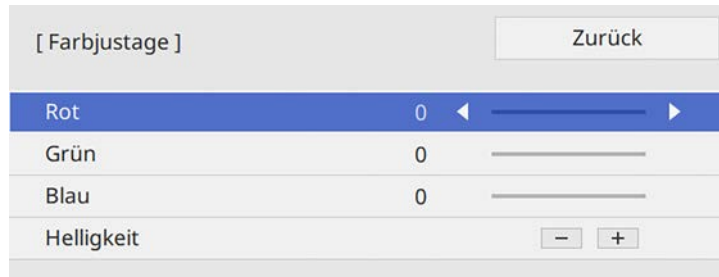 [ Farbjustage ] Zurück
Rot 0
Grün 0
Blau 0
Helligkeit − +